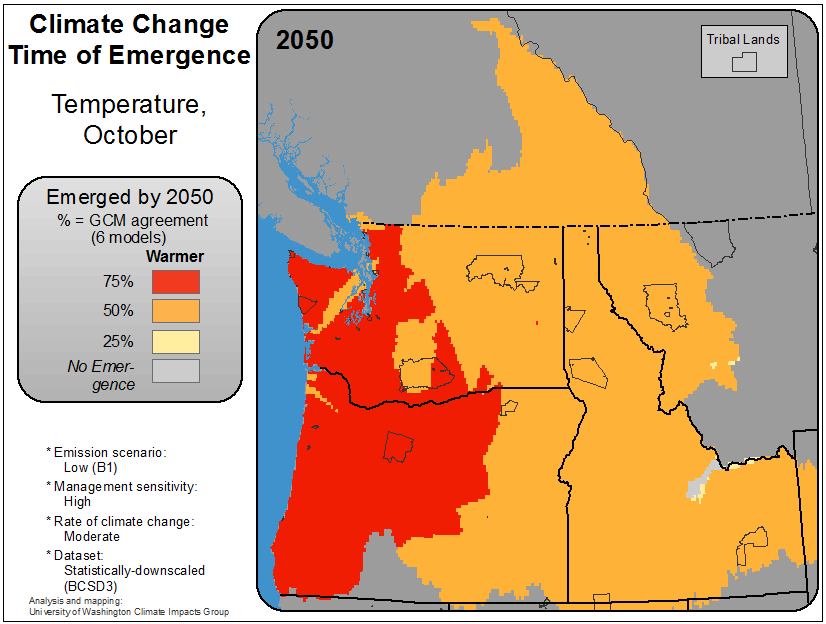 Climate Change
Time of Emergence
Temperature,
October
Emerged by 2050
% = GCM agreement
(6 models)
Warmer
75%
50%
25%
No Emer-
gence
* Emission scenario:
Low (B1)
* Management sensitivity:
High
* Rate of climate change:
Moderate
* Dataset:
Statistically-downscaled
(BCSD3)
Analysis and mapping:
University of Washington Climate Impacts Group
2050
Tribal Lands